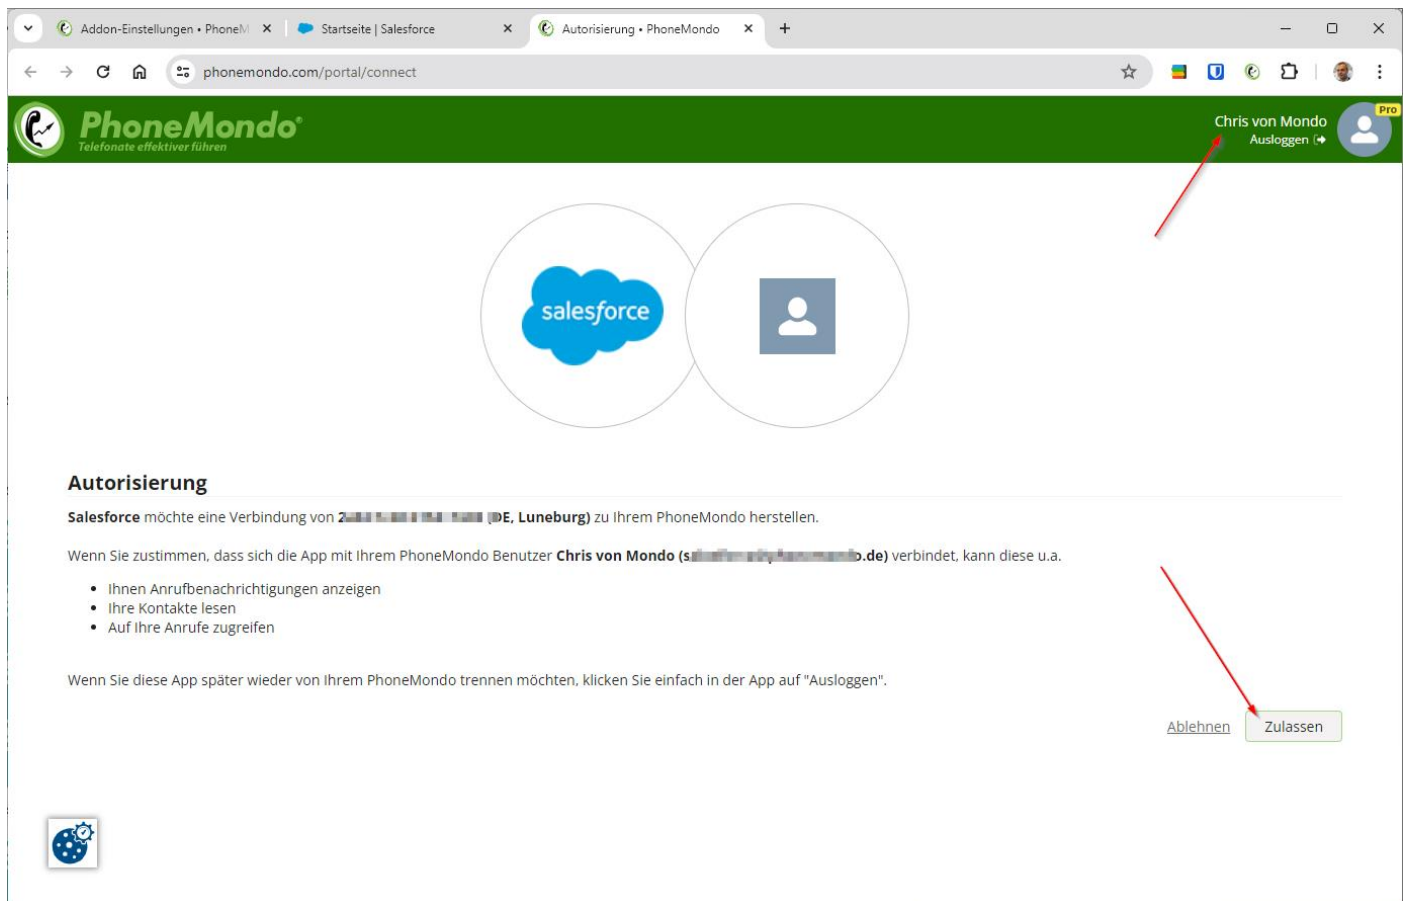 Addon-Einstellungen • PhoneM
Startseite | Salesforce
Autorisierung • PhoneMondo
phonemondo.com/portal/connect
PhoneMondo
Telefonate effektiver führen
Chris von Mondo
Ausloggen
Pro
salesforce
Autorisierung
Salesforce möchte eine Verbindung von (DE, Luneburg) zu Ihrem PhoneMondo herstellen.
Wenn Sie zustimmen, dass sich die App mit Ihrem PhoneMondo Benutzer Chris von Mondo verbindet, kann diese u.a.
• Ihnen Anrufbenachrichtigungen anzeigen
• Ihre Kontakte lesen
• Auf Ihre Anrufe zugreifen
Wenn Sie diese App später wieder von Ihrem PhoneMondo trennen möchten, klicken Sie einfach in der App auf "Ausloggen".
Ablehnen
Zulassen